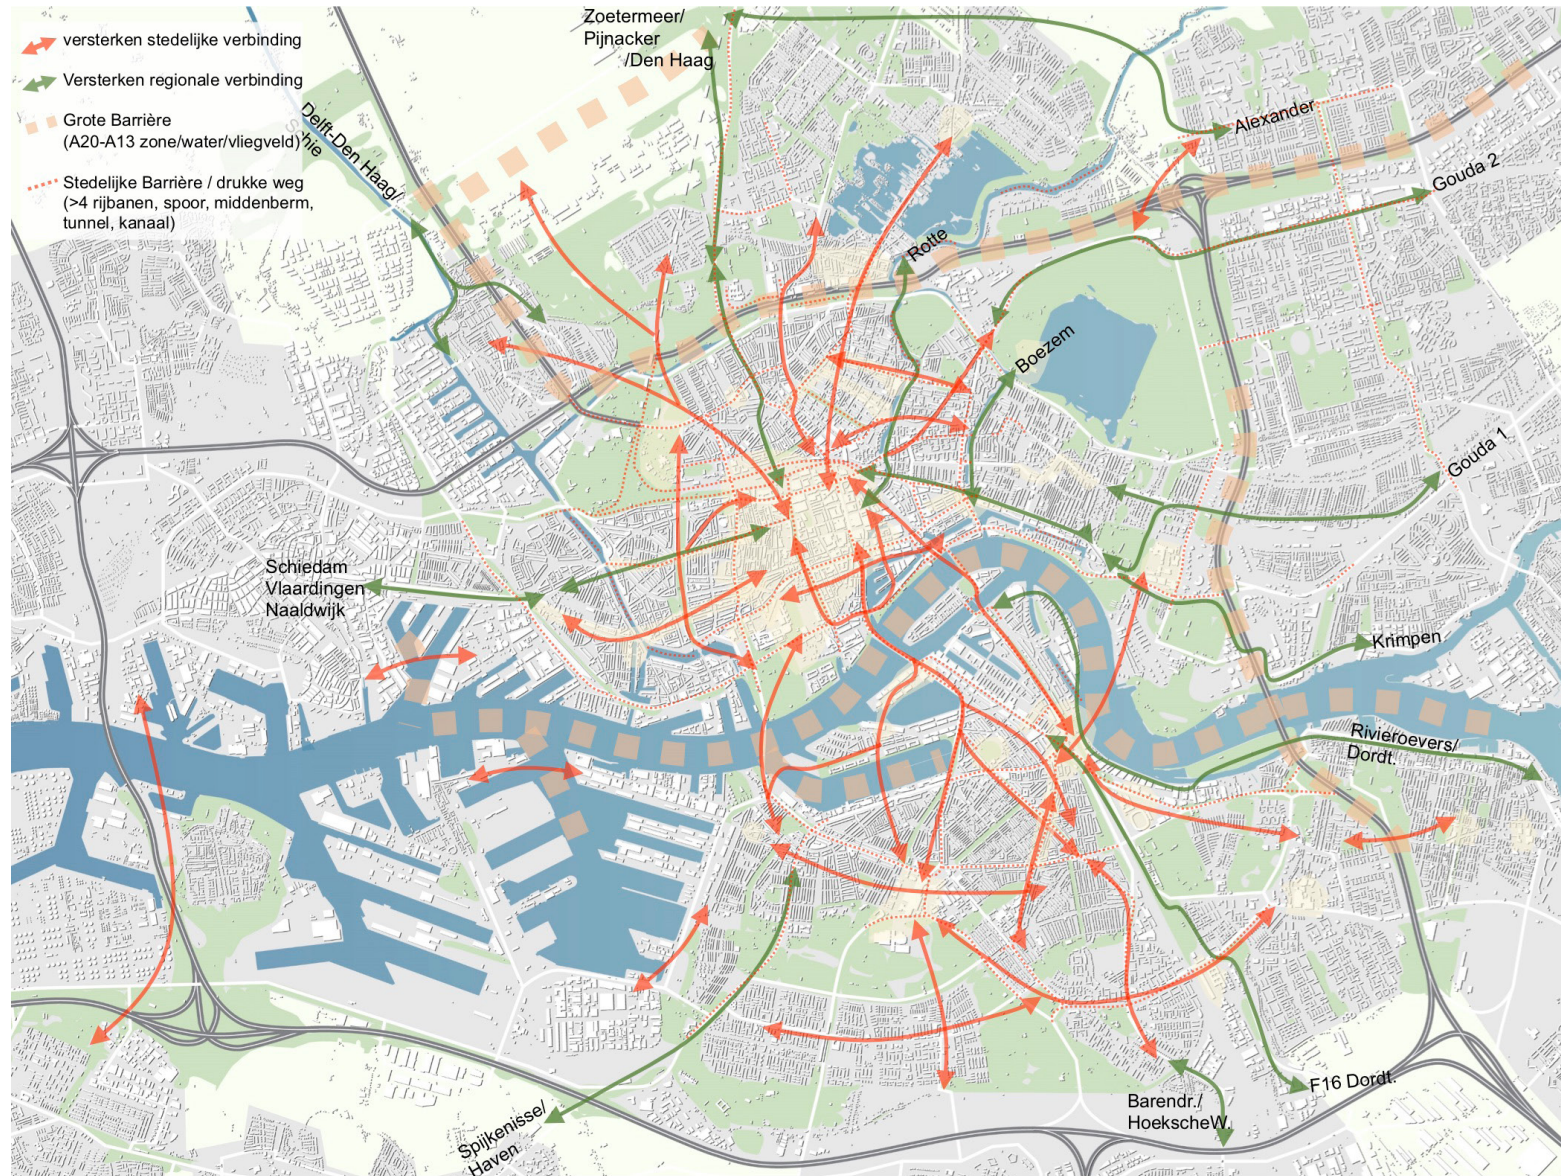 versterken stedelijke verbinding
Versterken regionale verbinding
Grote Barrière
(A20-A13 zone/water/vliegveld)
Stedelijke Barrière / drukke weg
(>4 rijbanen, spoor, middenberm,
tunnel, kanaal)
Zoetermeer/
Pijnacker
/Den Haag
Delft-Den Haag/
Schie
Alexander
Gouda 2
Rotte
Boezem
Gouda 1
Schiedam
Vlaardingen
Naaldwijk
Krimpen
Rivieroevers/
Dordt.
F16 Dordt.
Barendr./
HoekscheW.
Spijkenisse/
Haven